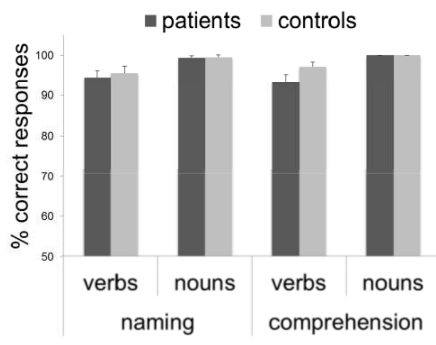 patients controls
% correct responses
100
90
80
70
60
50
verbs nouns verbs nouns
naming comprehension